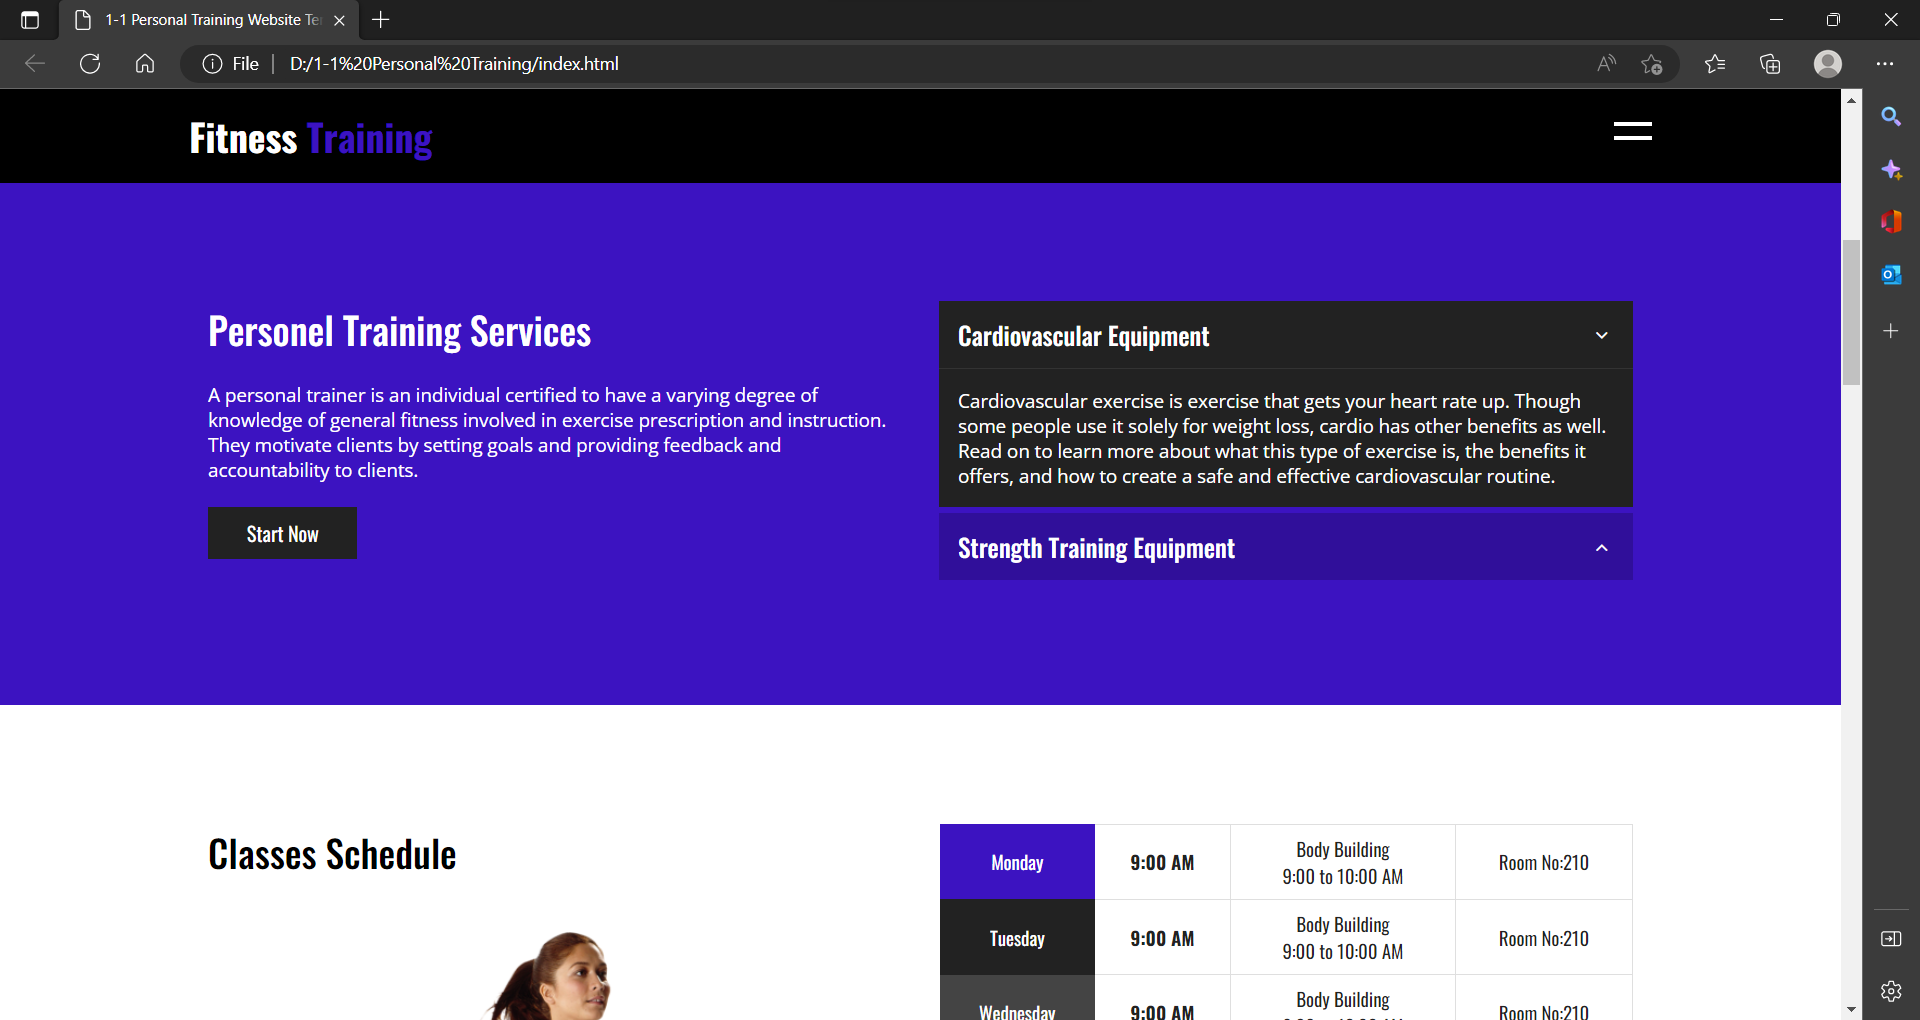 1-1 Personal Training Website Te
File
D:/1-1%20Personal%20Training/index.html
Fitness Training
Personel Training Services
A personal trainer is an individual certified to have a varying degree of
knowledge of general fitness involved in exercise prescription and instruction.
They motivate clients by setting goals and providing feedback and
accountability to clients.
Start Now
Cardiovascular Equipment
Cardiovascular exercise is exercise that gets your heart rate up. Though
some people use it solely for weight loss, cardio has other benefits as well.
Read on to learn more about what this type of exercise is, the benefits it
offers, and how to create a safe and effective cardiovascular routine.
Strength Training Equipment
Classes Schedule
Monday
9:00 AM
Body Building
9:00 to 10:00 AM
Room No:210
Tuesday
9:00 AM
Body Building
9:00 to 10:00 AM
Room No:210
Wednesday
9:00 AM
Body Building
Room No:210